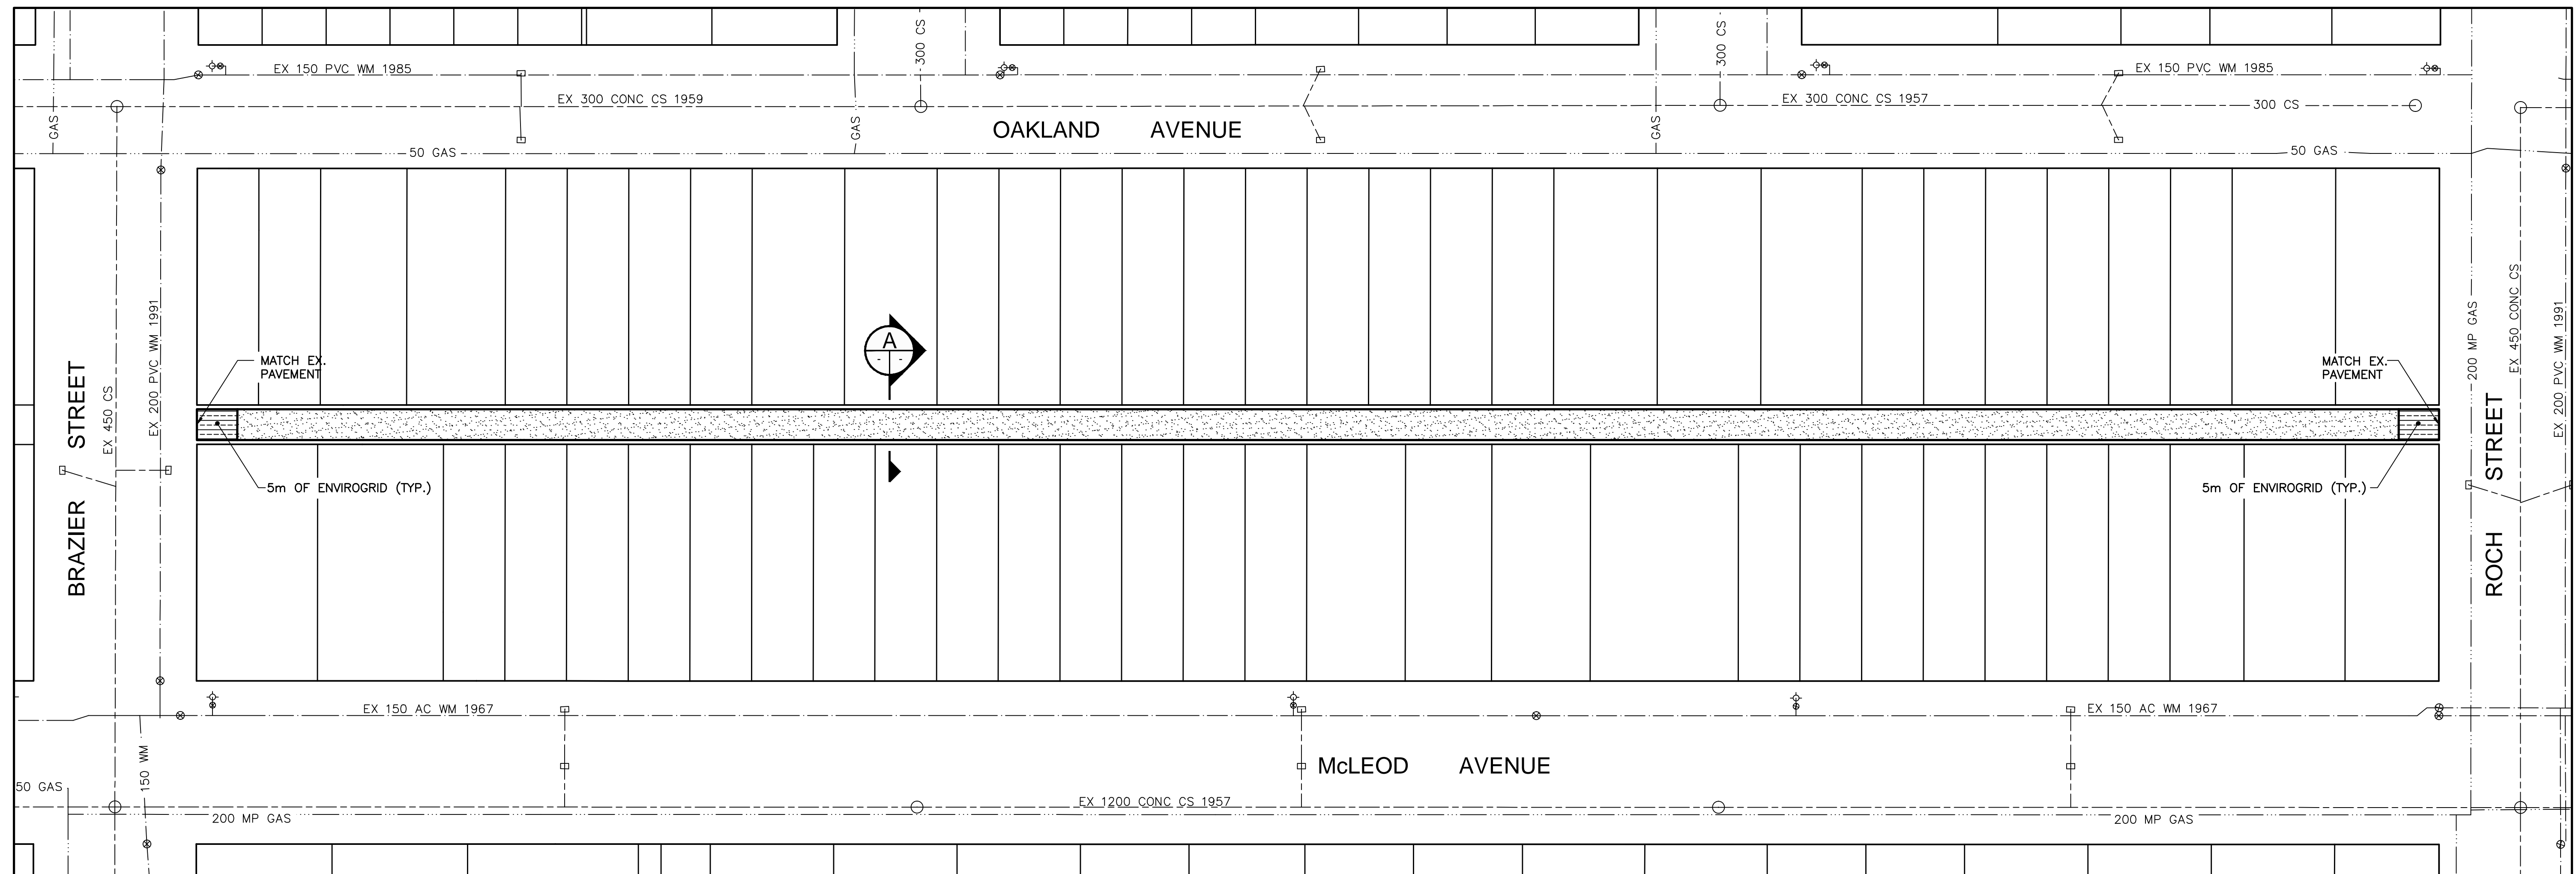 300 CS
300 CS
EX 150 PVC WM 1985
EX 150 PVC WM 1985
EX 300 CONC CS 1959
EX 300 CONC CS 1957
300 CS
GAS
GAS
GAS
OAKLAND AVENUE
50 GAS
50 GAS
BRAZIER STREET
EX 450 CS
EX 200 PVC WM 1991
MATCH EX.
PAVEMENT
5m OF ENVIROGRID (TYP.)
A
- -
MATCH EX.
PAVEMENT
5m OF ENVIROGRID (TYP.)
200 MP GAS
ROCH STREET
EX 450 CONC CS
EX 200 PVC WM 1991
EX 150 AC WM 1967
EX 150 AC WM 1967
150 WM
McLEOD AVENUE
50 GAS
EX 1200 CONC CS 1957
200 MP GAS
200 MP GAS